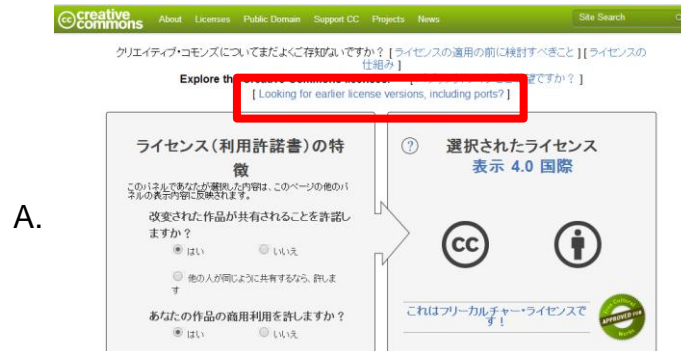 creative commons About Licenses Public Domain Support CC Projects News Site Search
クリエイティブ・コモンズについてまだよくご存知ないですか? [ライセンスの適用の前に検討すべきこと] [ライセンスの
仕組み]
Explore the Creative Commons licenses.
[ Looking for earlier license versions, including ports? ]
ライセンス(利用許諾書)の特
徴
このパネルであなたが選択した内容は、このページの他のパ
ネルの表示内容に反映されます。
改変された作品が共有されることを許諾し
ますか?
はい いいえ
他の人が同じように共有するなら、許しま
す
あなたの作品の商用利用を許しますか?
はい いいえ
A.
選択されたライセンス
表示 4.0 国際
cc
これはフリーカルチャー・ライセンスで
す!
APPROVED FOR